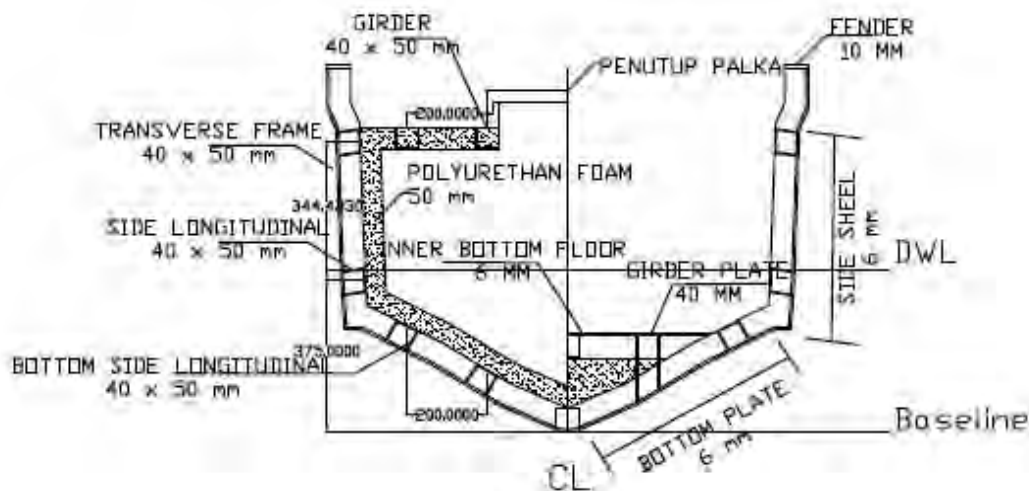 GIRDER
40 x 50 mm
FENDER
10 MM
PENUTUP PALKA
200.0000
TRANSVERSE FRAME
40 x 50 mm
POLYURETHAN FOAM
50 mm
SIDE LONGITUDINAL
40 x 50 mm
INNER BOTTOM FLOOR
6 MM
GIRDER PLATE
40 MM
SIDE SHEEL
6 mm
DWL
375.0000
BOTTOM SIDE LONGITUDINAL
40 x 50 mm
200.0000
BOTTOM PLATE
6 mm
Baseline
CL